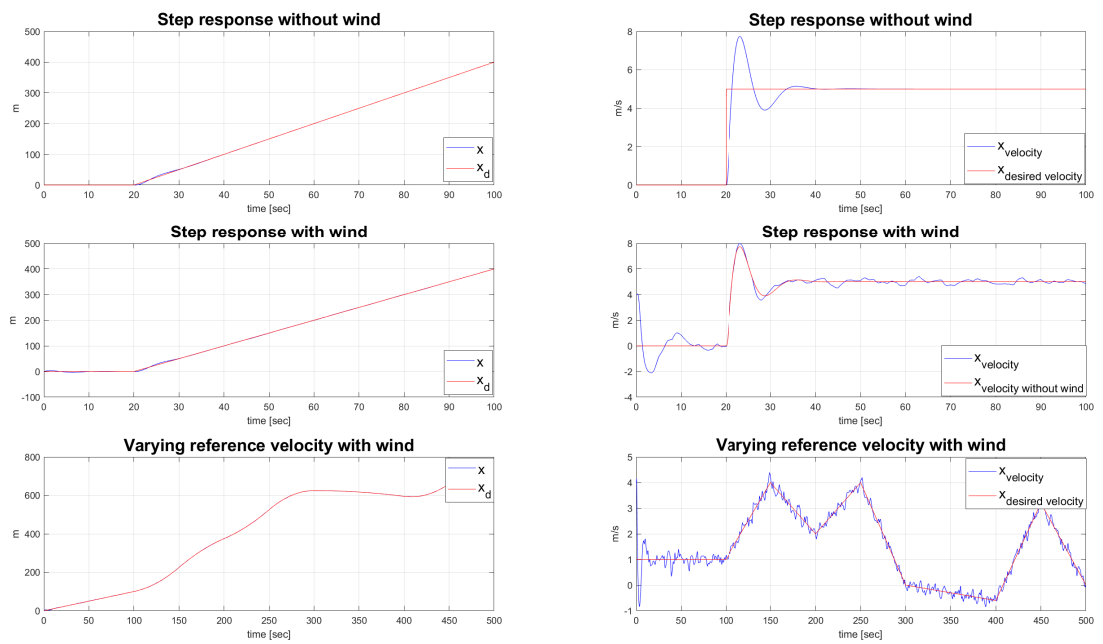 Step response without wind
500
400
300
200
100
0
m
0 10 20 30 40 50 60 70 80 90 100
time [sec]
x
x_d
Step response without wind
8
6
4
2
0
m/s
0 10 20 30 40 50 60 70 80 90 100
time [sec]
x_velocity
x_desired velocity
Step response with wind
500
400
300
200
100
0
-100
m
0 10 20 30 40 50 60 70 80 90 100
time [sec]
x
x_d
Step response with wind
8
6
4
2
0
-2
-4
m/s
0 10 20 30 40 50 60 70 80 90 100
time [sec]
x_velocity
x_velocity without wind
Varying reference velocity with wind
800
600
400
200
0
m
0 50 100 150 200 250 300 350 400 450 500
time [sec]
x
x_d
Varying reference velocity with wind
5
4
3
2
1
0
-1
m/s
0 50 100 150 200 250 300 350 400 450 500
time [sec]
x_velocity
x_desired velocity